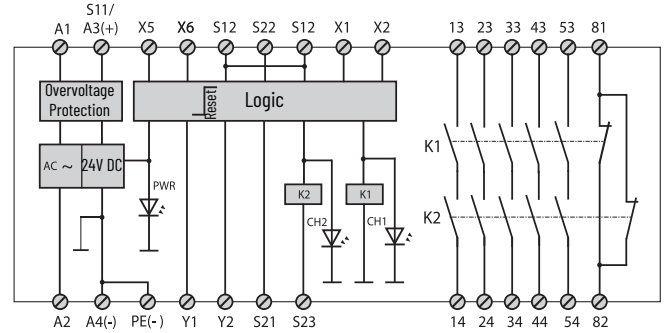 S11/
A1 A3(+) X5 X6 S12 S22 S12 X1 X2 13 23 33 43 53 81
Overvoltage
Protection
Reset
Logic
AC ~ 24V DC
PWR
K2 K1
CH2 CH1
K1
K2
A2 A4(-) PE(-) Y1 Y2 S21 S23 14 24 34 44 54 82